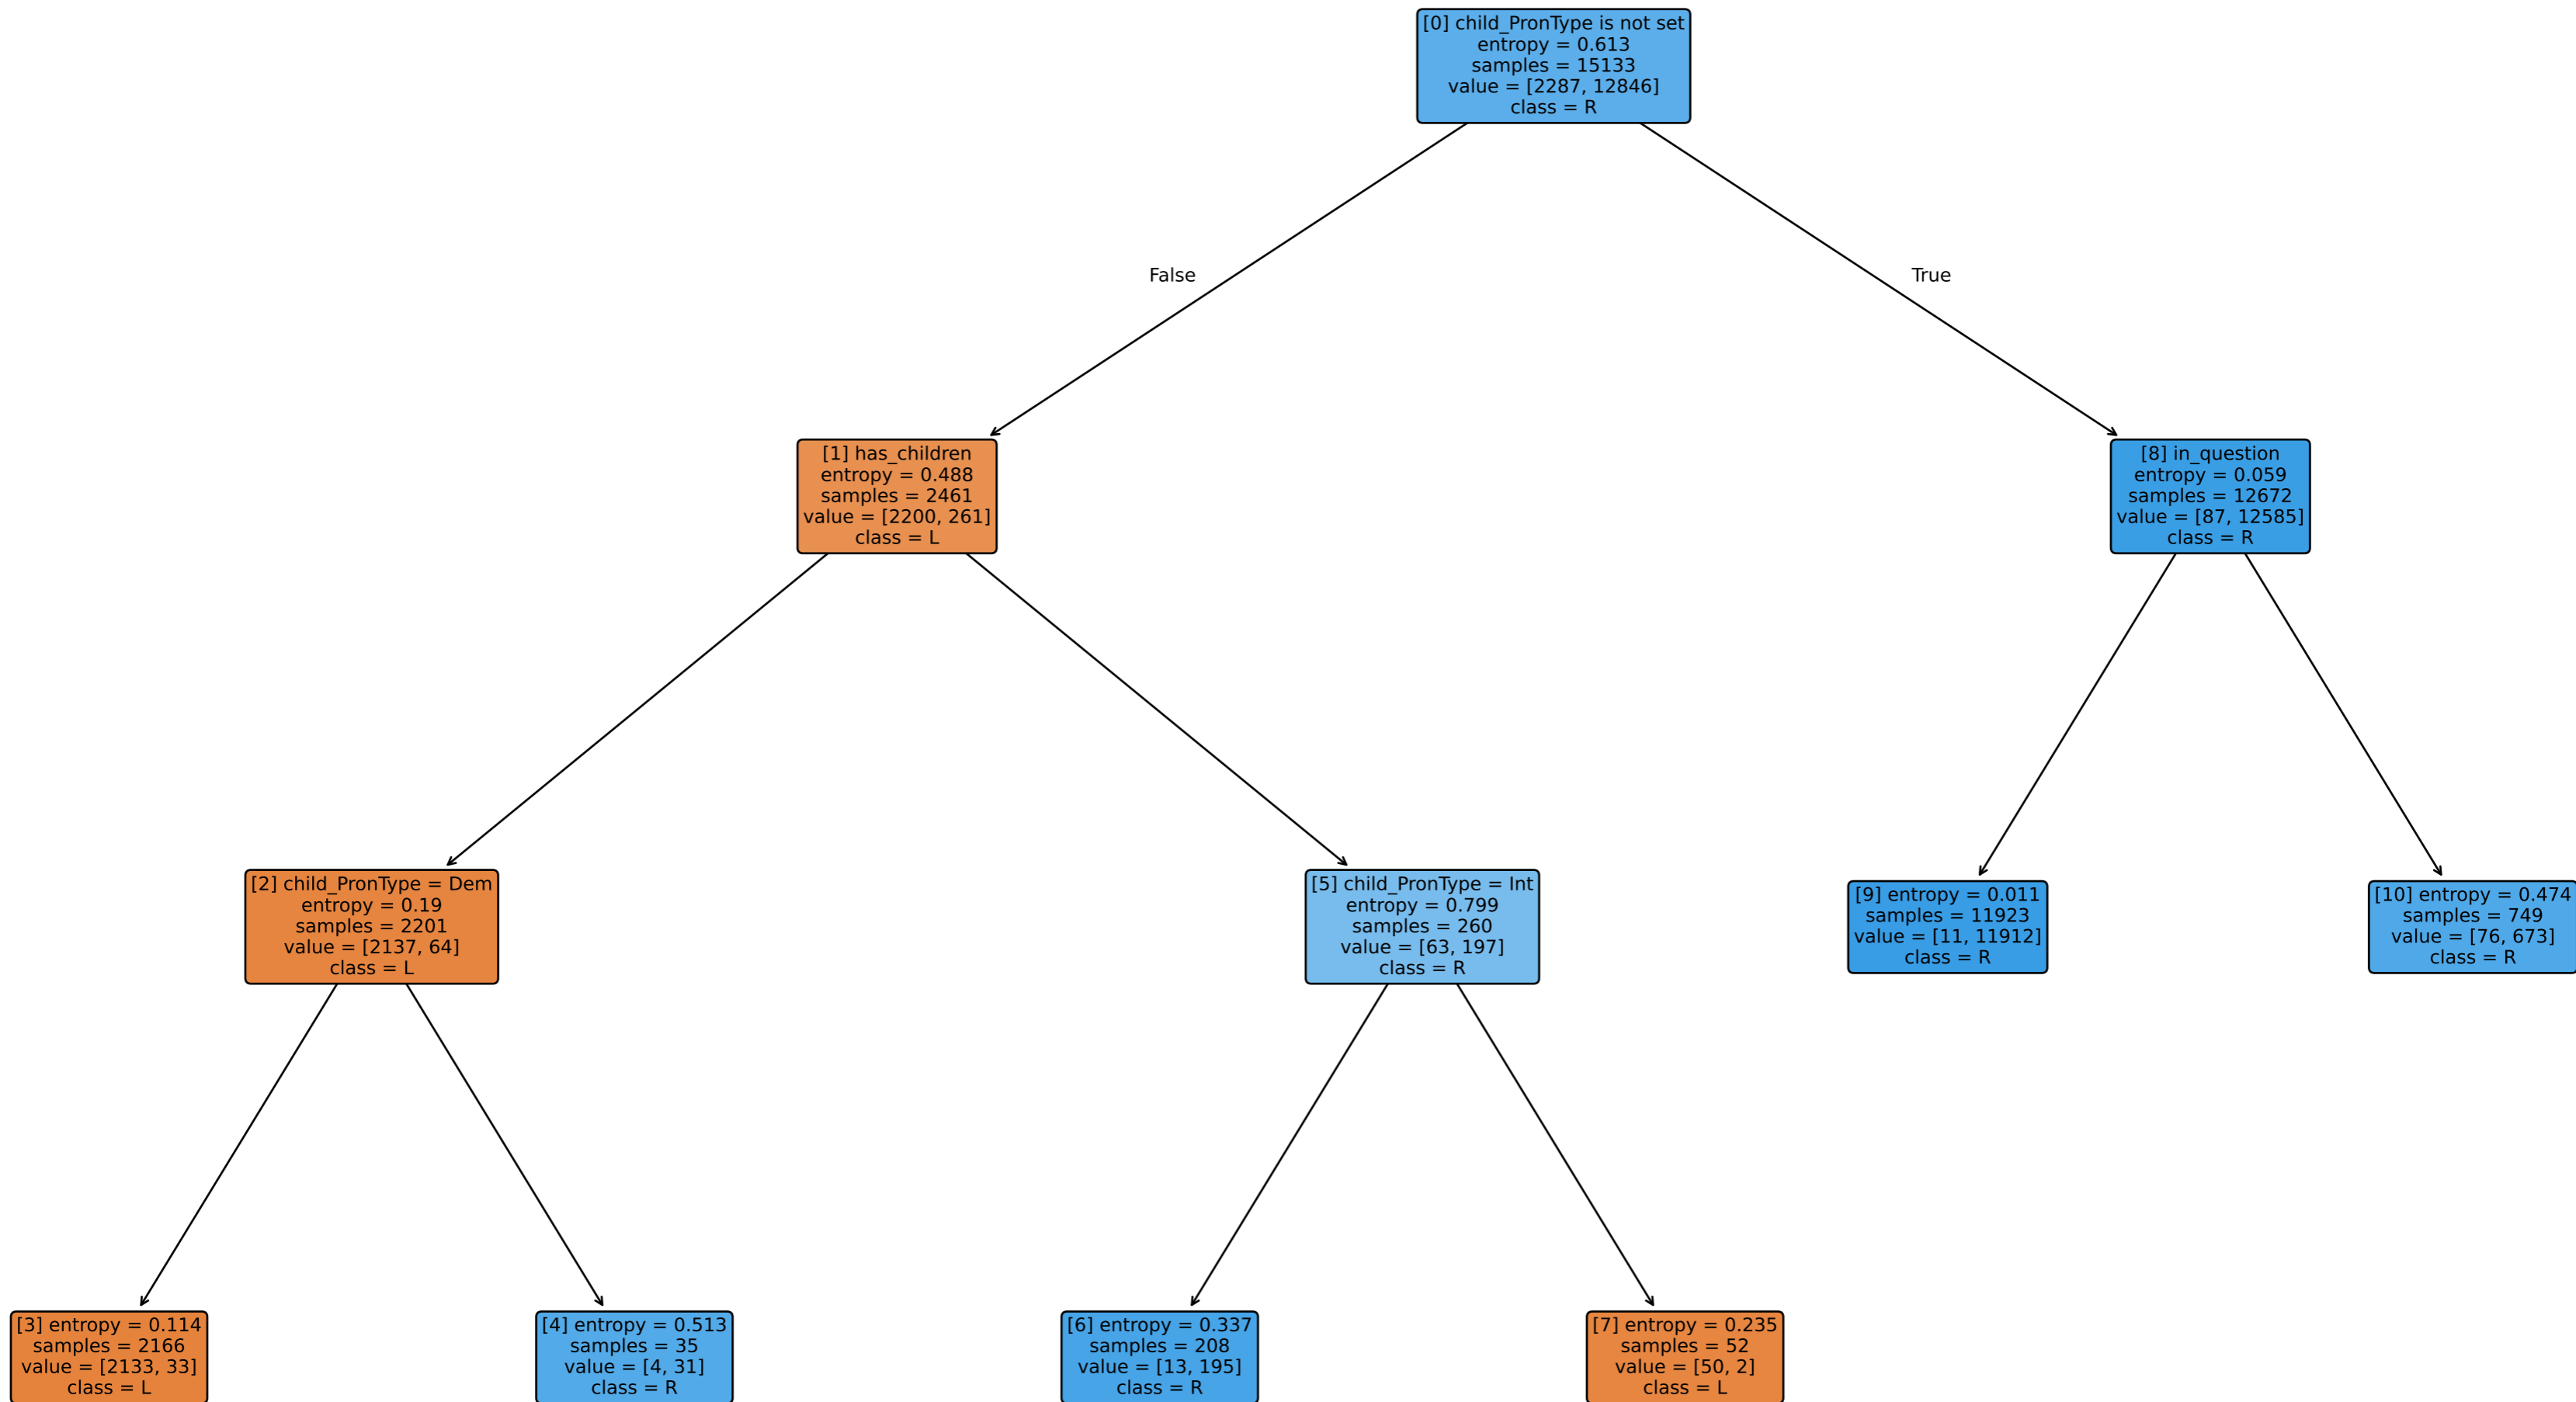 [0] child_PronType is not set
entropy = 0.613
samples = 15133
value = [2287, 12846]
class = R
False
True
[1] has_children
entropy = 0.488
samples = 2461
value = [2200, 261]
class = L
[8] in_question
entropy = 0.059
samples = 12672
value = [87, 12585]
class = R
[2] child_PronType = Dem
entropy = 0.19
samples = 2201
value = [2137, 64]
class = L
[5] child_PronType = Int
entropy = 0.799
samples = 260
value = [63, 197]
class = R
[9] entropy = 0.011
samples = 11923
value = [11, 11912]
class = R
[10] entropy = 0.474
samples = 749
value = [76, 673]
class = R
[3] entropy = 0.114
samples = 2166
value = [2133, 33]
class = L
[4] entropy = 0.513
samples = 35
value = [4, 31]
class = R
[6] entropy = 0.337
samples = 208
value = [13, 195]
class = R
[7] entropy = 0.235
samples = 52
value = [50, 2]
class = L